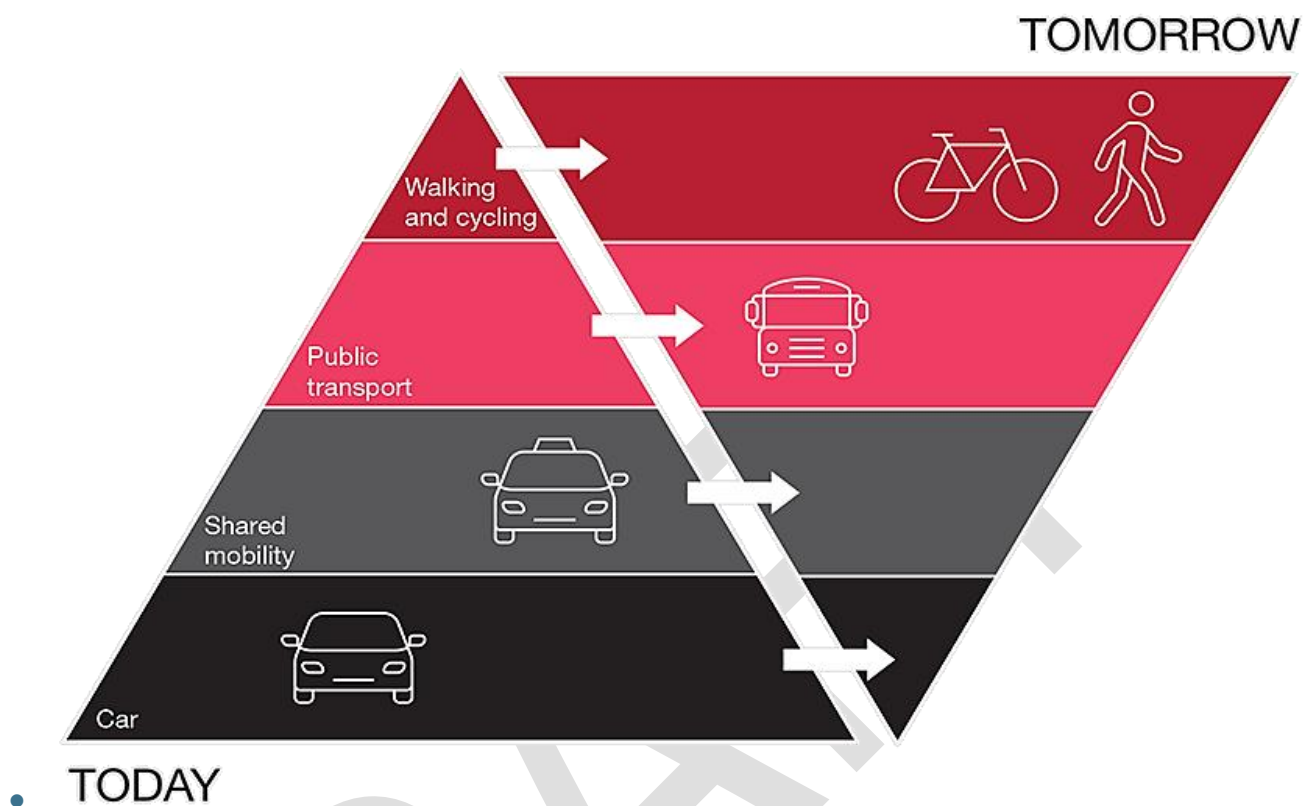 TOMORROW
Walking
and cycling
Public
transport
Shared
mobility
Car
TODAY